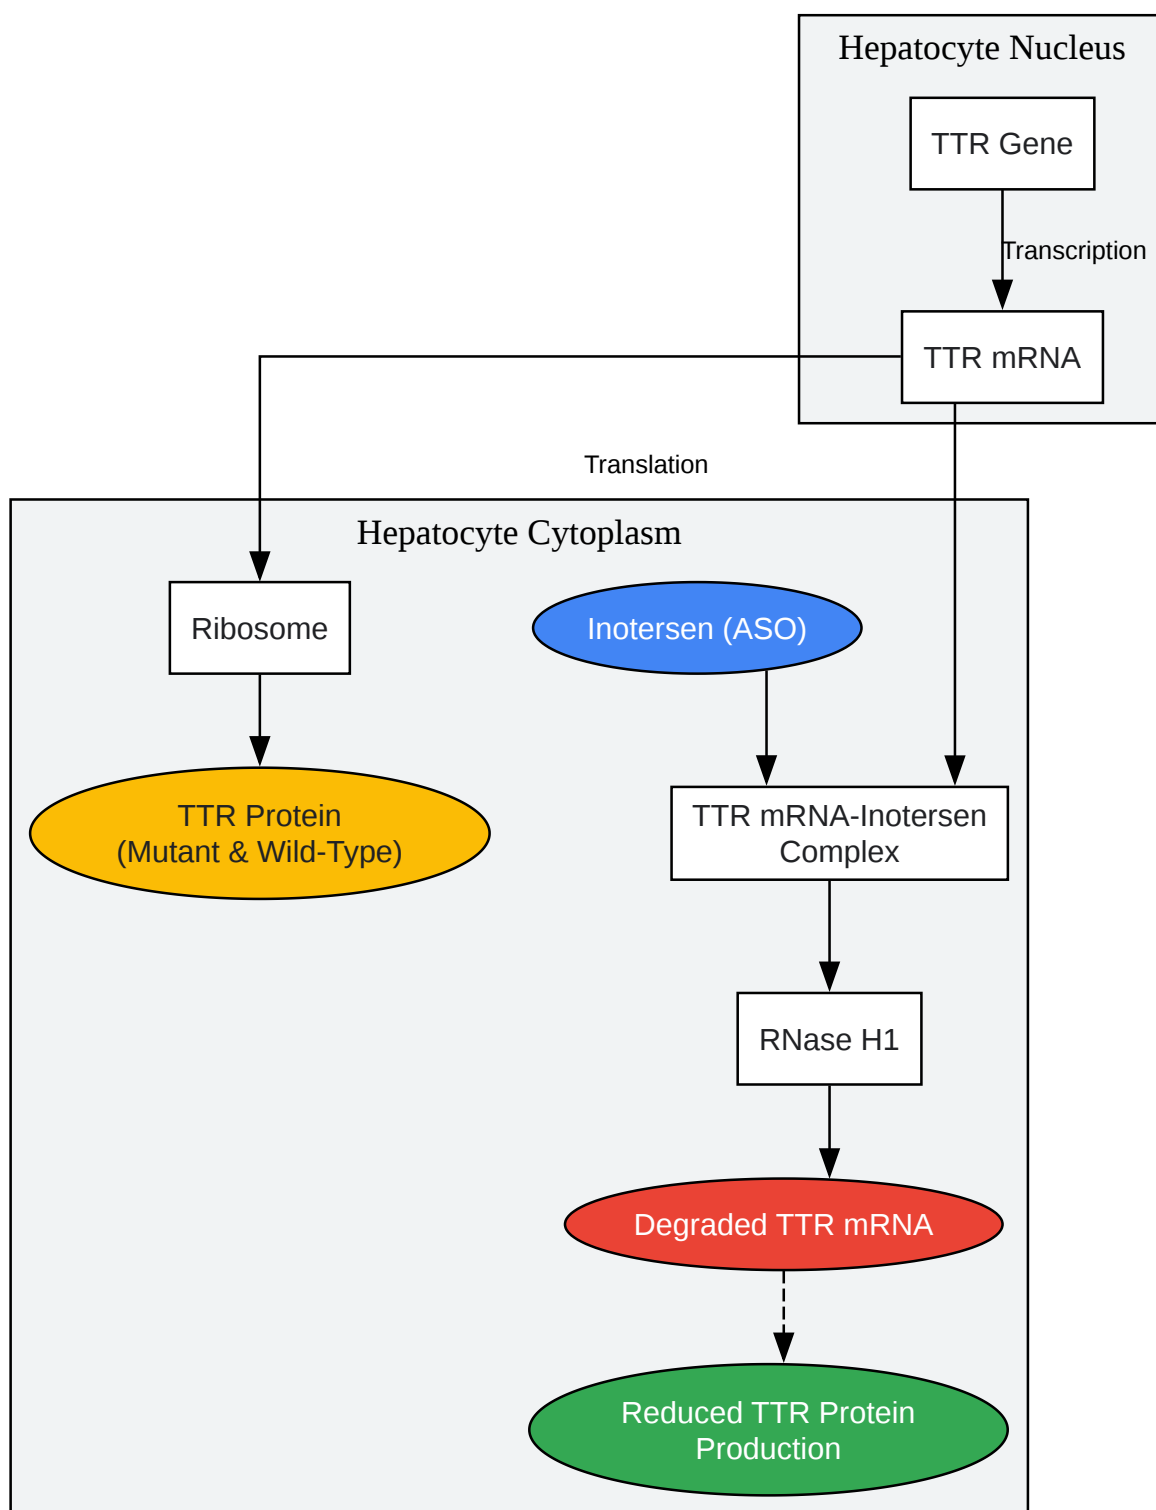 Hepatocyte Nucleus
TTR Gene
Transcription
TTR mRNA
Translation
Hepatocyte Cytoplasm
Ribosome
Inotersen (ASO)
TTR Protein
(Mutant & Wild-Type)
TTR mRNA-Inotersen
Complex
RNase H1
Degraded TTR mRNA
Reduced TTR Protein
Production